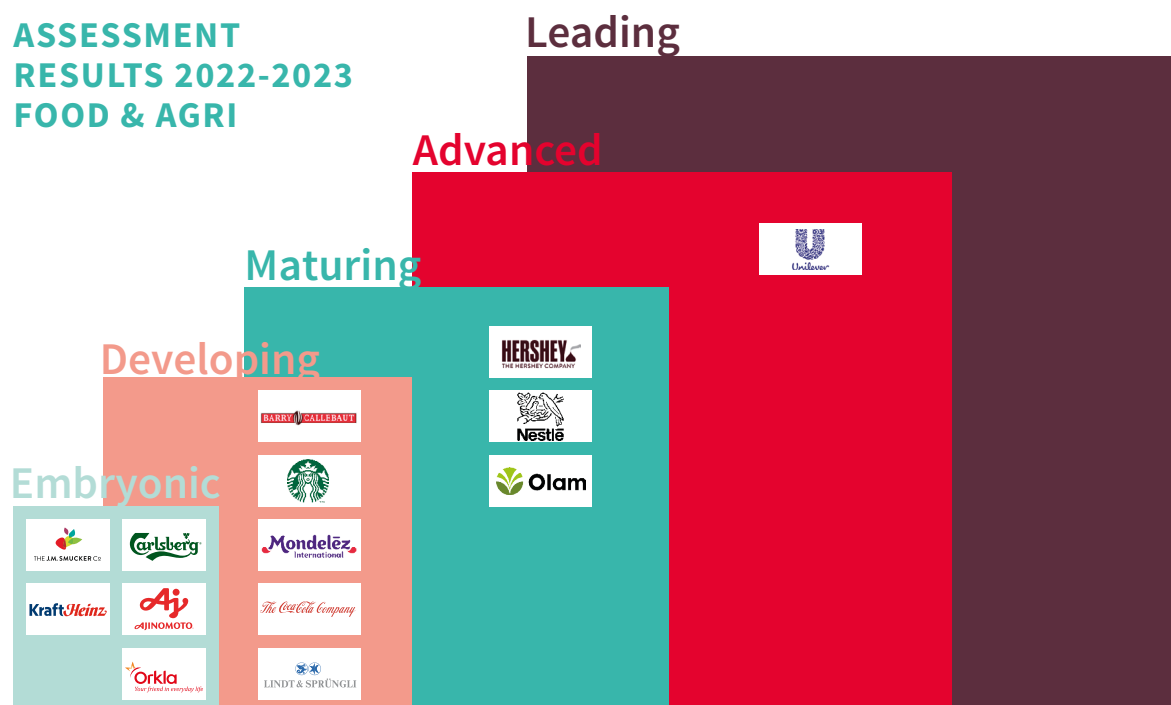 ASSESSMENT
RESULTS 2022-2023
FOOD & AGRI
Leading
Advanced
Unilever
Maturing
HERSHEY
THE HERSHEY COMPANY
Nestlé
Olam
Developing
BARRY CALLEBAUT
Mondelēz
International
The Coca-Cola Company
LINDT & SPRÜNGLI
Embryonic
THE J.M. SMUCKER Co
Carlsberg
KraftHeinz
Aj
AJINOMOTO
Orkla
Your friend in everyday life